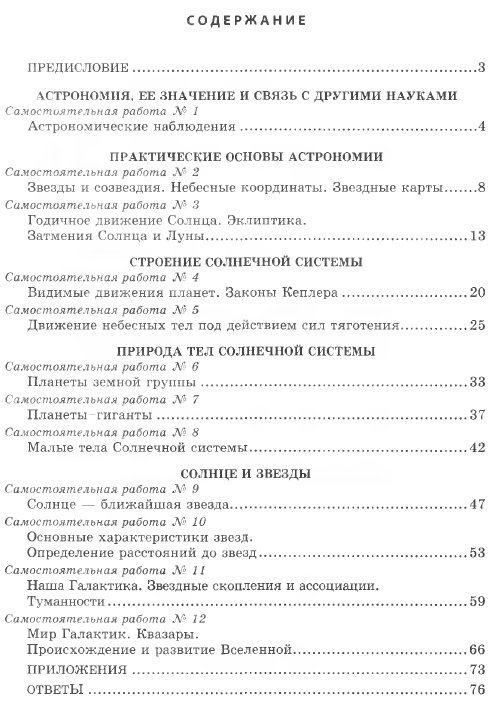 СОДЕРЖАНИЕ
ПРЕДИСЛОВИЕ ........ 3
АСТРОНОМИЯ, ЕЕ ЗНАЧЕНИЕ И СВЯЗЬ С ДРУГИМИ НАУКАМИ
Самостоятельная работа № 1
Астрономические наблюдения ........ 4
ПРАКТИЧЕСКИЕ ОСНОВЫ АСТРОНОМИИ
Самостоятельная работа № 2
Звезды и созвездия. Небесные координаты. Звездные карты ........ 8
Самостоятельная работа № 3
Годичное движение Солнца. Эклиптика.
Затмения Солнца и Луны ........ 13
СТРОЕНИЕ СОЛНЕЧНОЙ СИСТЕМЫ
Самостоятельная работа № 4
Видимые движения планет. Законы Кеплера ........ 20
Самостоятельная работа № 5
Движение небесных тел под действием сил тяготения ........ 25
ПРИРОДА ТЕЛ СОЛНЕЧНОЙ СИСТЕМЫ
Самостоятельная работа № 6
Планеты земной группы ........ 33
Самостоятельная работа № 7
Планеты-гиганты ........ 37
Самостоятельная работа № 8
Малые тела Солнечной системы ........ 42
СОЛНЦЕ И ЗВЕЗДЫ
Самостоятельная работа № 9
Солнце — ближайшая звезда ........ 47
Самостоятельная работа № 10
Основные характеристики звезд.
Определение расстояний до звезд ........ 53
Самостоятельная работа № 11
Наша Галактика. Звездные скопления и ассоциации.
Туманности ........ 59
Самостоятельная работа № 12
Мир Галактик. Квазары.
Происхождение и развитие Вселенной ........ 66
ПРИЛОЖЕНИЯ ........ 73
ОТВЕТЫ ........ 76